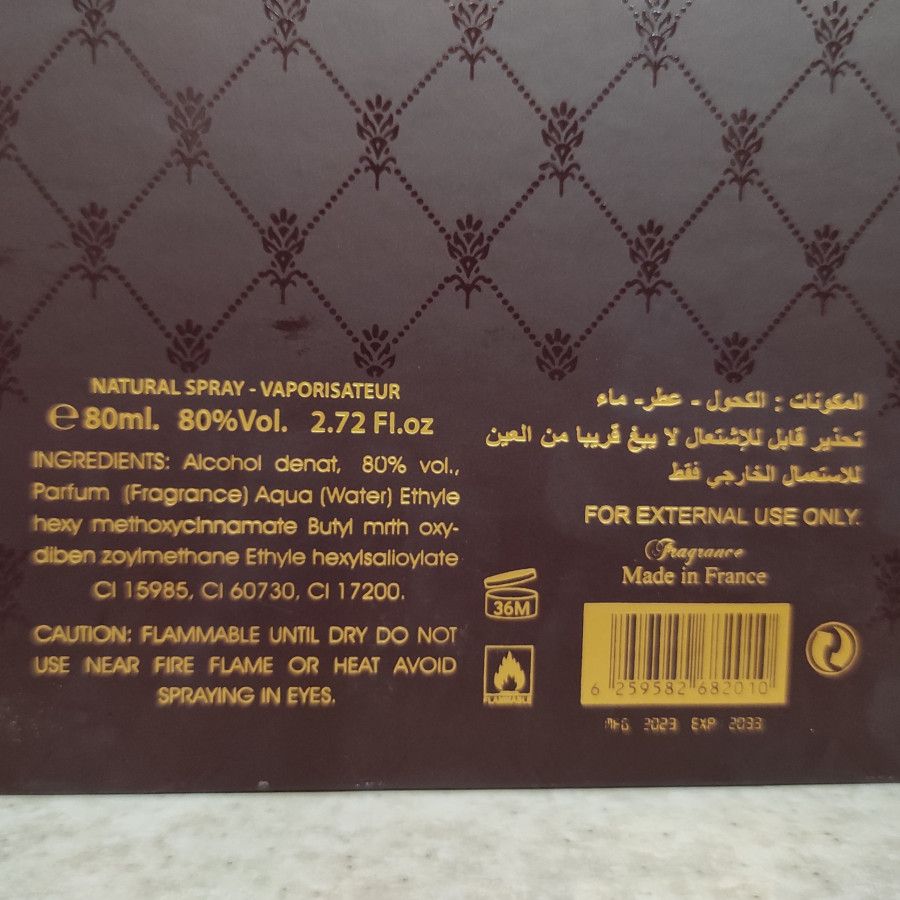 NATURAL SPRAY - VAPORISATEUR
e 80ml. 80%Vol. 2.72 Fl.oz
INGREDIENTS: Alcohol denat, 80% vol.,
Parfum (Fragrance) Aqua (Water) Ethyle
hexy methoxycinnamate Butyl mrth oxy-
diben zoylmethane Ethyle hexylsalioylate
CI 15985, CI 60730, CI 17200.
CAUTION: FLAMMABLE UNTIL DRY DO NOT
USE NEAR FIRE FLAME OR HEAT AVOID
SPRAYING IN EYES.
المكونات : الكحول - عطر - ماء
تحذير قابل للإشتعال لا يبغ قريبا من العين
للاستعمال الخارجي فقط
FOR EXTERNAL USE ONLY.
Fragrance
Made in France
36M
FLAMMABLE
6 259582 682010
MFG 2023 EXP 2033